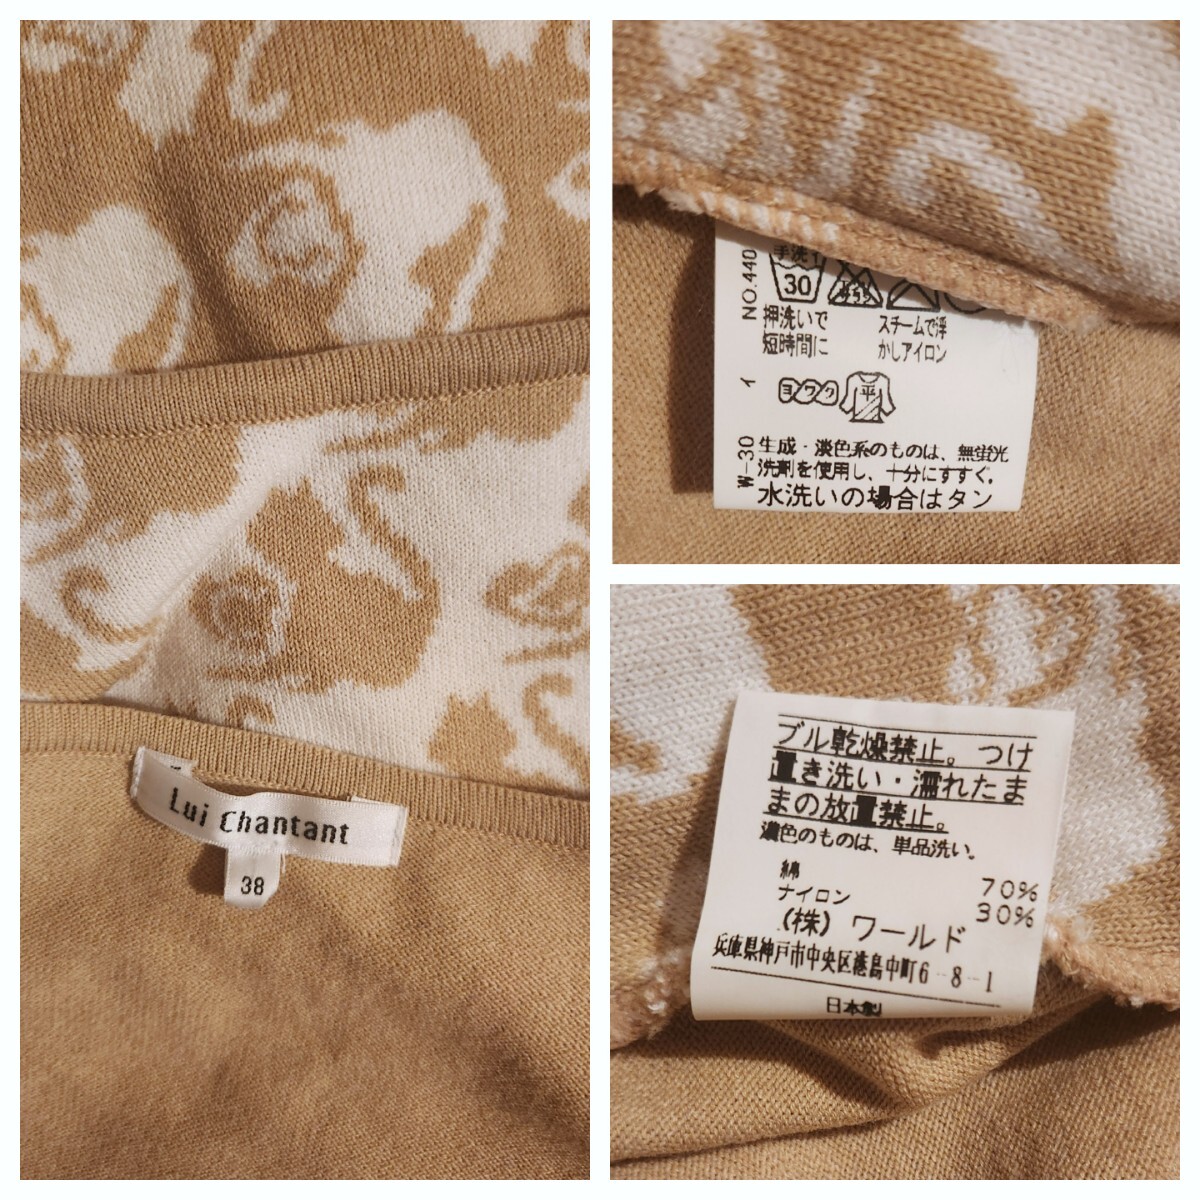 Lui Chantant
38
NO.440
手洗イ
30
押洗いで
短時間に
スチームで浮
かしアイロン
イ
ヨワク
平
W-30
生成・淡色系のものは、無蛍光
洗剤を使用し、十分にすすぐ。
水洗いの場合はタン
ブル乾燥禁止。つけ
置き洗い・濡れたま
まの放置禁止。
濃色のものは、単品洗い。
綿 70%
ナイロン 30%
(株) ワールド
兵庫県神戸市中央区港島中町6-8-1
日本製